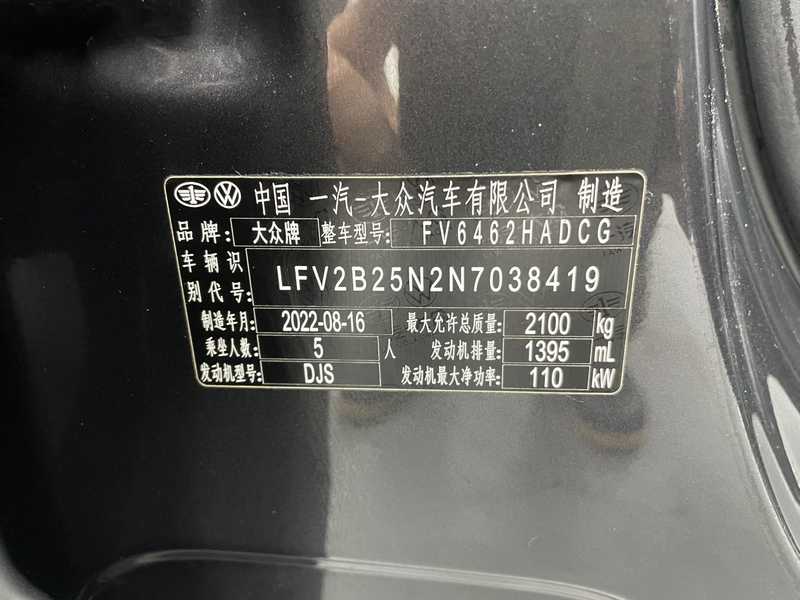 中国 一汽-大众汽车有限公司 制造
品牌: 大众牌 整车型号: FV6462HADCG
车辆识别代号: LFV2B25N2N7038419
制造年月: 2022-08-16 最大允许总质量: 2100 kg
乘坐人数: 5 人 发动机排量: 1395 mL
发动机型号: DJS 发动机最大净功率: 110 kW